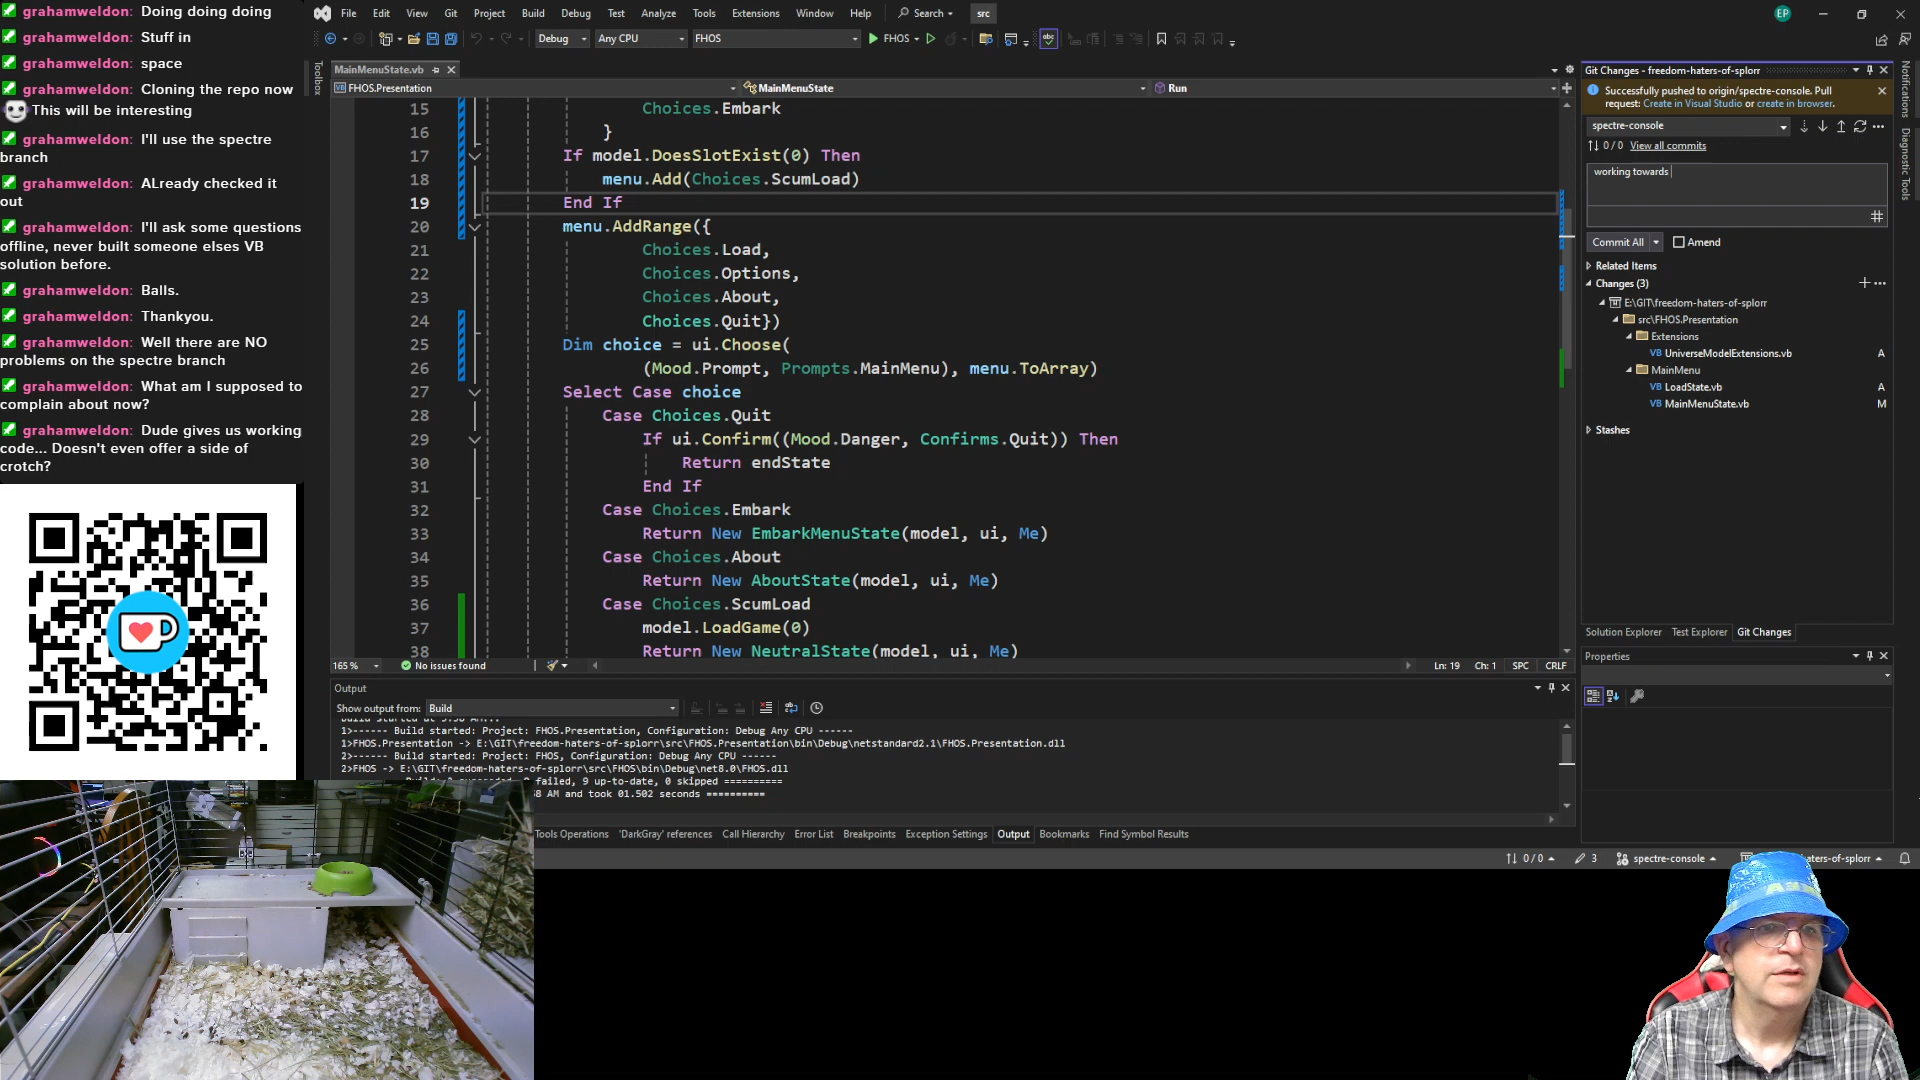 grahamweldon: Doing doing doing
grahamweldon: Stuff in
grahamweldon: space
grahamweldon: Cloning the repo now
This will be interesting
grahamweldon: I'll use the spectre
branch
grahamweldon: ALready checked it
out
grahamweldon: I'll ask some questions
offline, never built someone elses VB
solution before.
grahamweldon: Balls.
grahamweldon: Thankyou.
grahamweldon: Well there are NO
problems on the spectre branch
grahamweldon: What am I supposed to
complain about now?
grahamweldon: Dude gives us working
code... Doesn't even offer a side of
crotch?
File Edit View Git Project Build Debug Test Analyze Tools Extensions Window Help Search src
EP
Debug Any CPU FHOS FHOS
Toolbox
MainMenuState.vb
FHOS.Presentation MainMenuState Run
15 Choices.Embark
16 }
17 If model.DoesSlotExist(0) Then
18 menu.Add(Choices.ScumLoad)
19 End If
20 menu.AddRange({
21 Choices.Load,
22 Choices.Options,
23 Choices.About,
24 Choices.Quit})
25 Dim choice = ui.Choose(
26 (Mood.Prompt, Prompts.MainMenu), menu.ToArray)
27 Select Case choice
28 Case Choices.Quit
29 If ui.Confirm((Mood.Danger, Confirms.Quit)) Then
30 Return endState
31 End If
32 Case Choices.Embark
33 Return New EmbarkMenuState(model, ui, Me)
34 Case Choices.About
35 Return New AboutState(model, ui, Me)
36 Case Choices.ScumLoad
37 model.LoadGame(0)
38 Return New NeutralState(model, ui, Me)
165 % No issues found Ln: 19 Ch: 1 SPC CRLF
Output
Show output from: Build
1>------ Build started: Project: FHOS.Presentation, Configuration: Debug Any CPU ------
1>FHOS.Presentation -> E:\GIT\freedom-haters-of-splorr\src\FHOS.Presentation\bin\Debug\netstandard2.1\FHOS.Presentation.dll
2>------ Build started: Project: FHOS, Configuration: Debug Any CPU ------
2>FHOS -> E:\GIT\freedom-haters-of-splorr\src\FHOS\bin\Debug\net8.0\FHOS.dll
failed, 9 up-to-date, 0 skipped ==========
8 AM and took 01.502 seconds ==========
Tools Operations 'DarkGray' references Call Hierarchy Error List Breakpoints Exception Settings Output Bookmarks Find Symbol Results
0 / 0 3 spectre-console aters-of-splorr
Git Changes - freedom-haters-of-splorr
Successfully pushed to origin/spectre-console. Pull
request: Create in Visual Studio or create in browser.
spectre-console
0 / 0 View all commits
working towards
Commit All Amend
Related Items
Changes (3)
E:\GIT\freedom-haters-of-splorr
src\FHOS.Presentation
Extensions
VB UniverseModelExtensions.vb A
MainMenu
VB LoadState.vb A
VB MainMenuState.vb M
Stashes
Solution Explorer Test Explorer Git Changes
Properties
Notifications
Diagnostic Tools